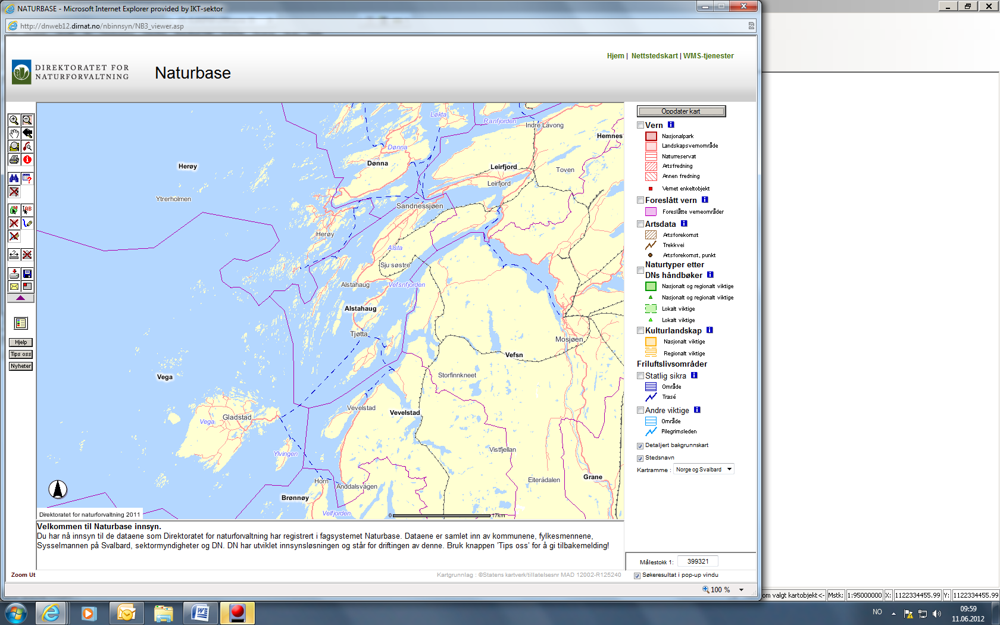 NATURBASE - Microsoft Internet Explorer provided by IKT-sektor
http://dnweb12.dirnat.no/nbinnsyn/NB3_viewer.asp
Hjem | Nettstedskart | WMS-tjenester
DIREKTORATET FOR
NATURFORVALTNING
Naturbase
Løkta
Ranfjorden
Indre Lavong
Hemnes
Dønna
Dønna
Herøy
Leirfjord
Toven
Leirfjord
Ytrerholmen
Sandnessjøen
Herøy
Alsta
Sju søstre
Alstahaug
Vefsnfjorden
Alstahaug
Tjøtta
Mosjøen
Vefsn
Vega
Storfinnkneet
Vevelstad
Vevelstad
Gladstad
Vega
Vistfjellan
Ylvingen
Grane
Horn
Eiterådalen
Anddalsvågen
Brønnøy
Velfjorden
Direktoratet for naturforvaltning 2011
0 17km
Hjelp
Tips oss
Nyheter
Oppdater kart
Vern
Nasjonalpark
Landskapsvernområde
Naturreservat
Artsfredning
Annen fredning
Vernet enkeltobjekt
Foreslått vern
Foreslåtte verneområder
Artsdata
Artsforekomst
Trekkvei
Artsforekomst, punkt
Naturtyper etter
DNs håndbøker
Nasjonalt og regionalt viktige
Nasjonalt og regionalt viktige
Lokalt viktige
Lokalt viktige
Kulturlandskap
Nasjonalt viktige
Regionalt viktige
Friluftslivsområder
Statlig sikra
Område
Trasé
Andre viktige
Område
Pilegrimsleden
Detaljert bakgrunnskart
Stedsnavn
Kartramme : Norge og Svalbard
Velkommen til Naturbase innsyn.
Du har nå innsyn til de dataene som Direktoratet for naturforvaltning har registrert i fagsystemet Naturbase. Dataene er samlet inn av kommunene, fylkesmennene,
Sysselmannen på Svalbard, sektormyndigheter og DN. DN har utviklet innsynsløsningen og står for driftingen av denne. Bruk knappen 'Tips oss' for å gi tilbakemelding!
Målestokk 1: 399321
Zoom Ut
Kartgrunnlag : ©Statens kartverk/tillatelsesnr MAD 12002-R125240
Søkeresultat i pop-up vindu
100 %
om valgt kartobjekt<- Mstk: 1:95000000 X: 1122334455.99 Y: 1122334455.99
NO
09:59
11.06.2012